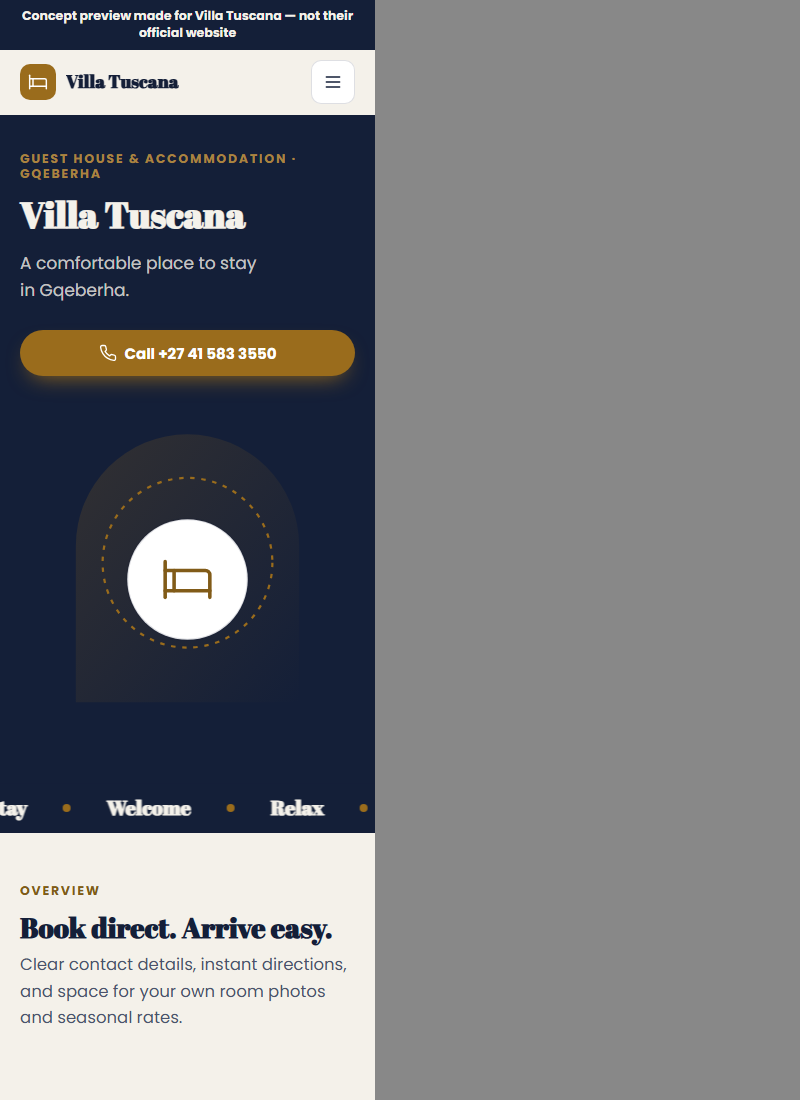 Concept preview made for Villa Tuscana — not their
official website
Villa Tuscana
GUEST HOUSE & ACCOMMODATION ·
GQEBERHA
Villa Tuscana
A comfortable place to stay
in Gqeberha.
Call +27 41 583 3550
tay • Welcome • Relax •
OVERVIEW
Book direct. Arrive easy.
Clear contact details, instant directions,
and space for your own room photos
and seasonal rates.